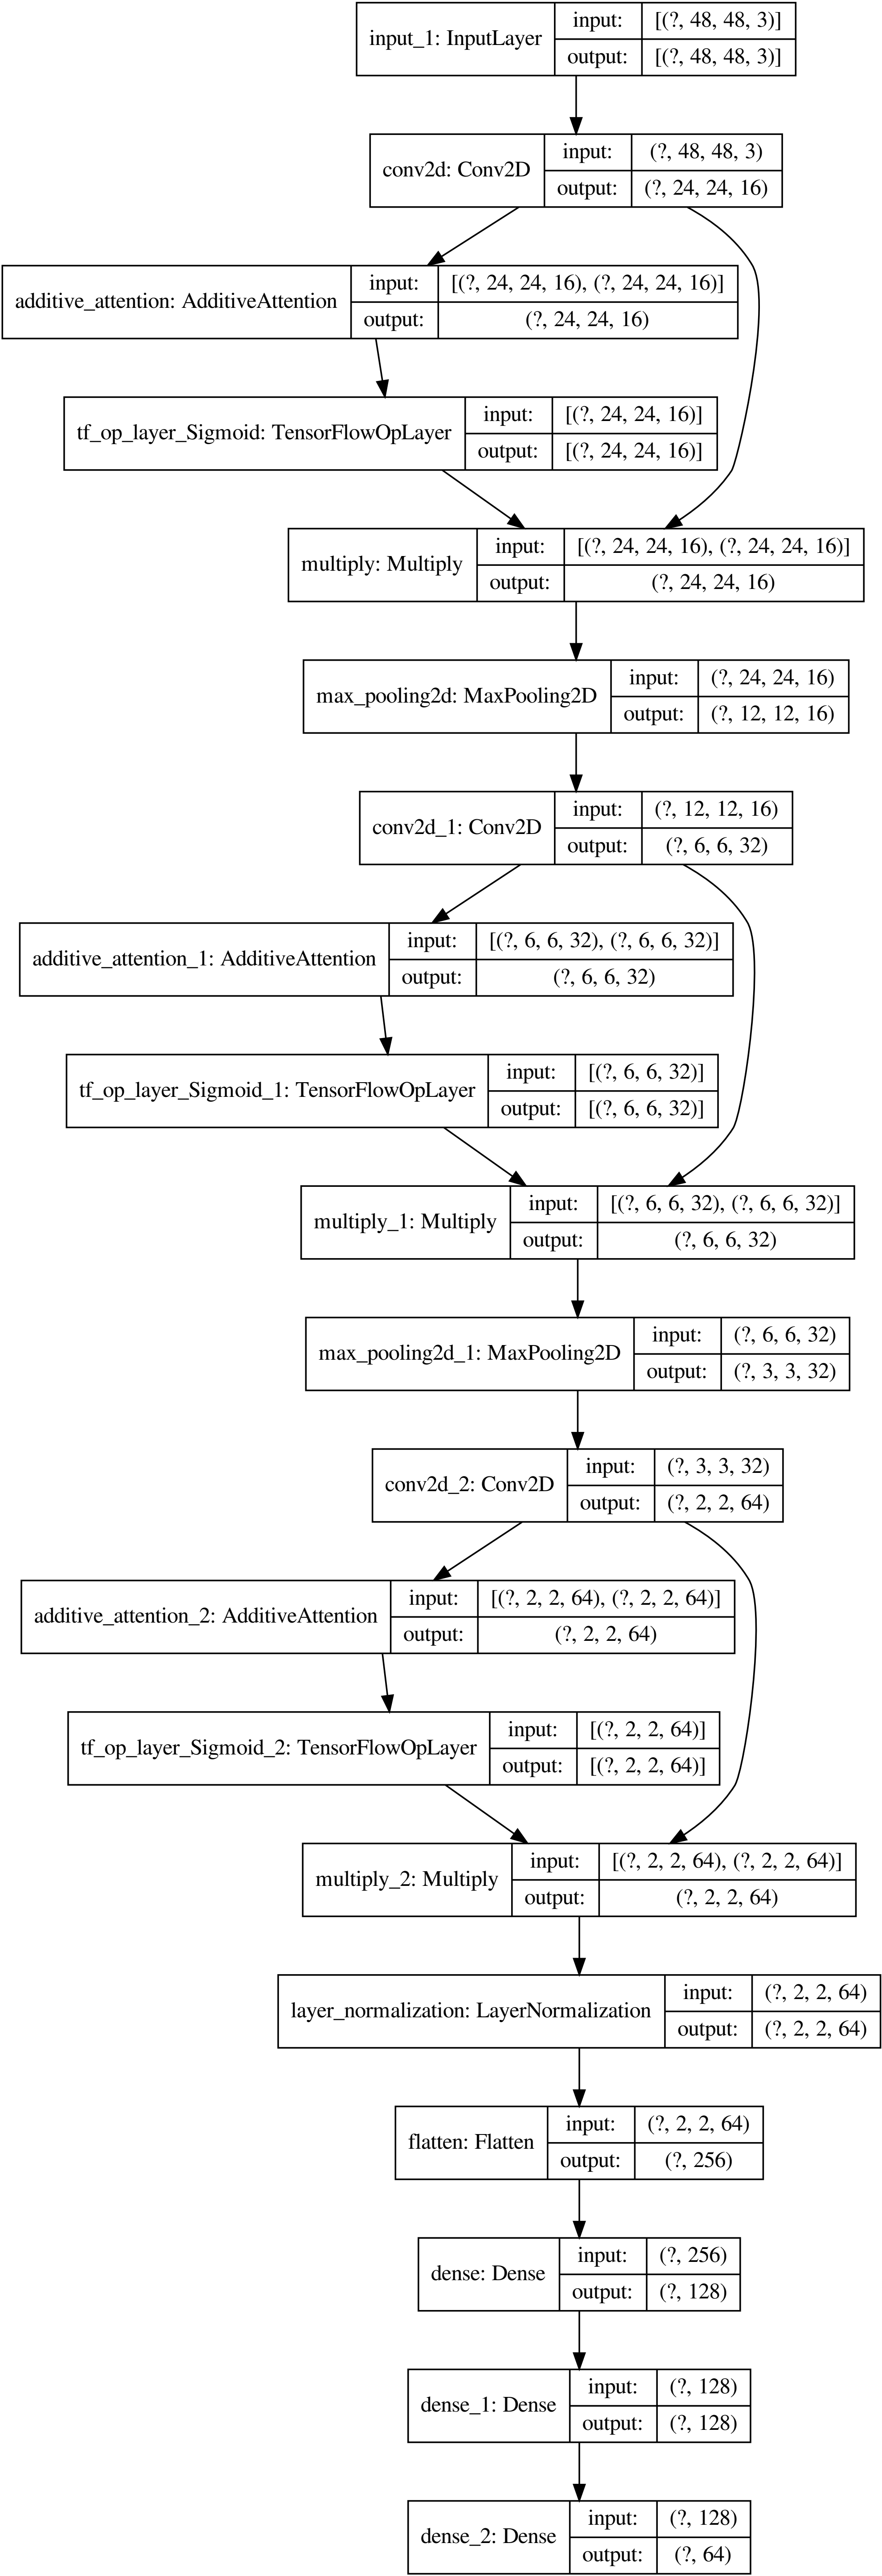 input_1: InputLayer
input: [(?, 48, 48, 3)]
output: [(?, 48, 48, 3)]
conv2d: Conv2D
input: (?, 48, 48, 3)
output: (?, 24, 24, 16)
additive_attention: AdditiveAttention
input: [(?, 24, 24, 16), (?, 24, 24, 16)]
output: (?, 24, 24, 16)
tf_op_layer_Sigmoid: TensorFlowOpLayer
input: [(?, 24, 24, 16)]
output: [(?, 24, 24, 16)]
multiply: Multiply
input: [(?, 24, 24, 16), (?, 24, 24, 16)]
output: (?, 24, 24, 16)
max_pooling2d: MaxPooling2D
input: (?, 24, 24, 16)
output: (?, 12, 12, 16)
conv2d_1: Conv2D
input: (?, 12, 12, 16)
output: (?, 6, 6, 32)
additive_attention_1: AdditiveAttention
input: [(?, 6, 6, 32), (?, 6, 6, 32)]
output: (?, 6, 6, 32)
tf_op_layer_Sigmoid_1: TensorFlowOpLayer
input: [(?, 6, 6, 32)]
output: [(?, 6, 6, 32)]
multiply_1: Multiply
input: [(?, 6, 6, 32), (?, 6, 6, 32)]
output: (?, 6, 6, 32)
max_pooling2d_1: MaxPooling2D
input: (?, 6, 6, 32)
output: (?, 3, 3, 32)
conv2d_2: Conv2D
input: (?, 3, 3, 32)
output: (?, 2, 2, 64)
additive_attention_2: AdditiveAttention
input: [(?, 2, 2, 64), (?, 2, 2, 64)]
output: (?, 2, 2, 64)
tf_op_layer_Sigmoid_2: TensorFlowOpLayer
input: [(?, 2, 2, 64)]
output: [(?, 2, 2, 64)]
multiply_2: Multiply
input: [(?, 2, 2, 64), (?, 2, 2, 64)]
output: (?, 2, 2, 64)
layer_normalization: LayerNormalization
input: (?, 2, 2, 64)
output: (?, 2, 2, 64)
flatten: Flatten
input: (?, 2, 2, 64)
output: (?, 256)
dense: Dense
input: (?, 256)
output: (?, 128)
dense_1: Dense
input: (?, 128)
output: (?, 128)
dense_2: Dense
input: (?, 128)
output: (?, 64)